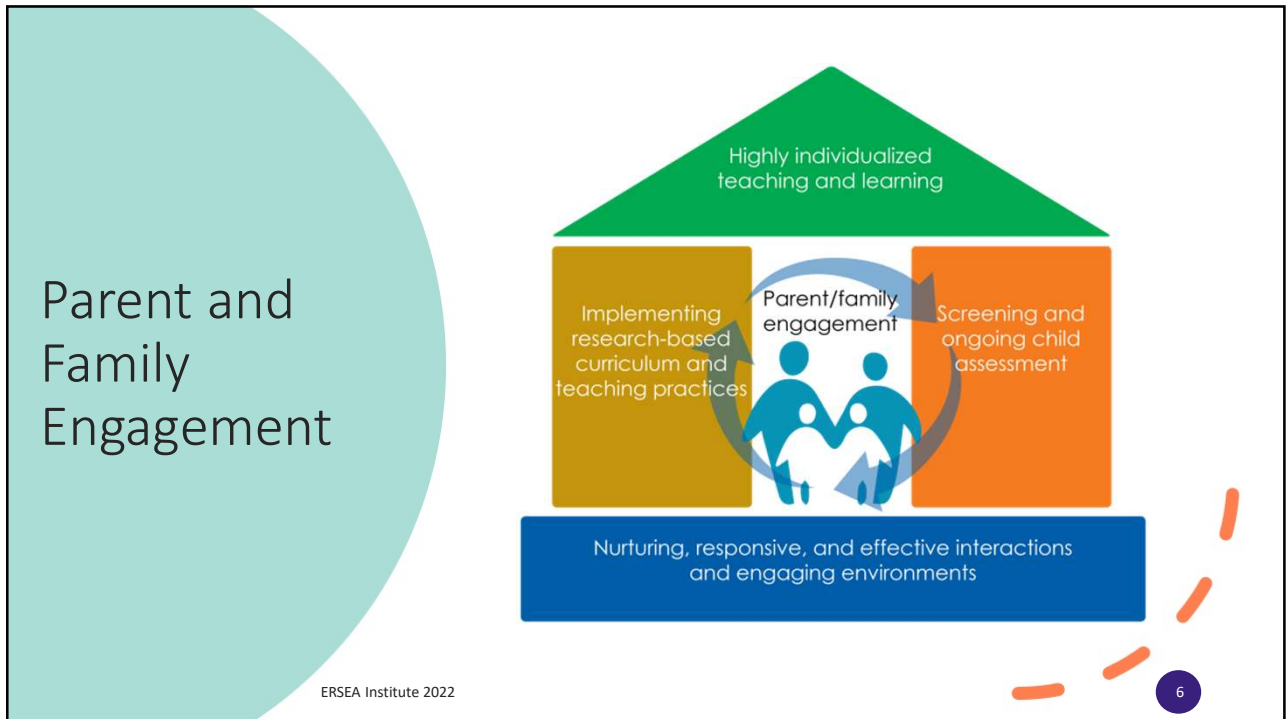 Parent and
Family
Engagement
Highly individualized
teaching and learning
Implementing
research-based
curriculum and
teaching practices
Parent/family
engagement
Screening and
ongoing child
assessment
Nurturing, responsive, and effective interactions
and engaging environments
ERSEA Institute 2022
6